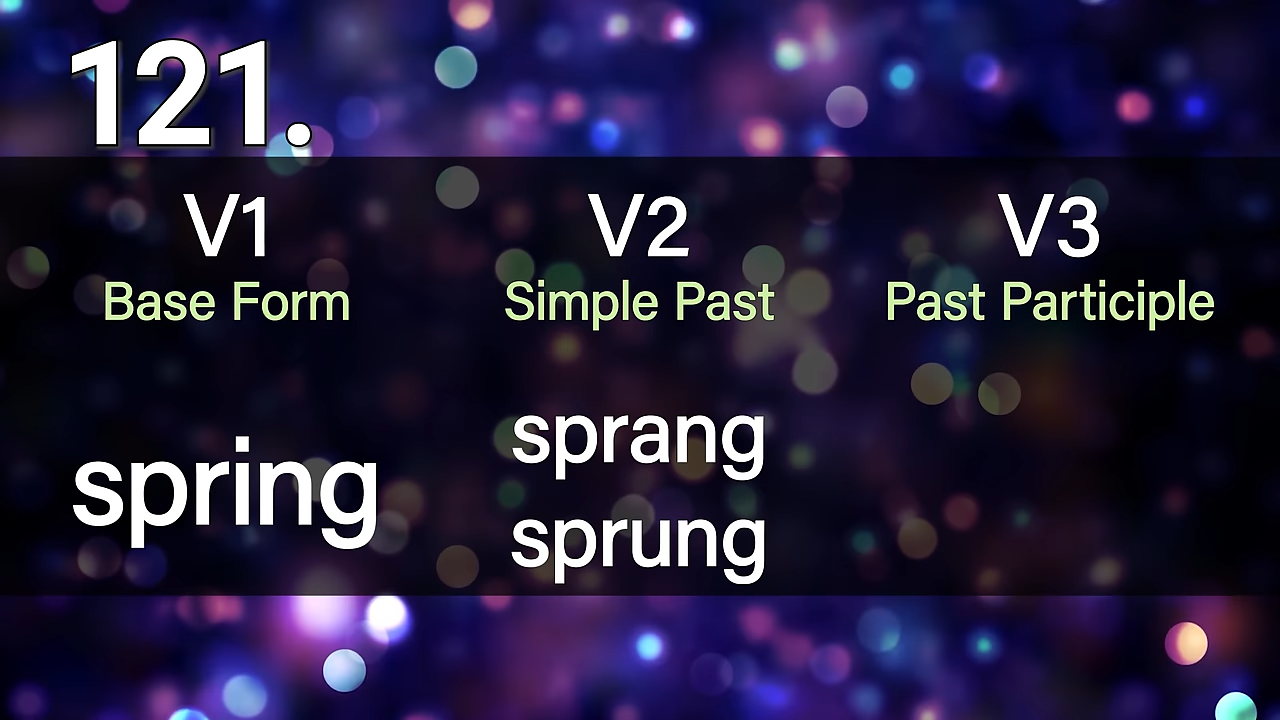 121.
V1 V2 V3
Base Form Simple Past Past Participle
sprang
spring
sprung